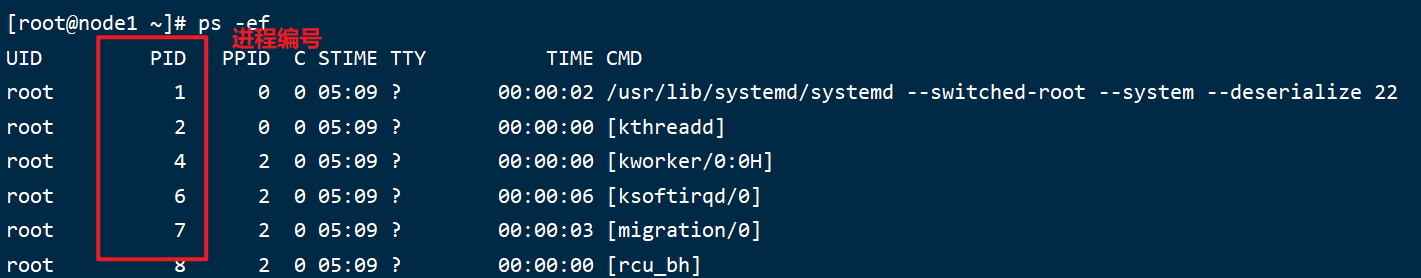 [root@node1 ~]# ps -ef
进程编号
UID PID PPID C STIME TTY TIME CMD
root 1 0 0 05:09 ? 00:00:02 /usr/lib/systemd/systemd --switched-root --system --deserialize 22
root 2 0 0 05:09 ? 00:00:00 [kthreadd]
root 4 2 0 05:09 ? 00:00:00 [kworker/0:0H]
root 6 2 0 05:09 ? 00:00:06 [ksoftirqd/0]
root 7 2 0 05:09 ? 00:00:03 [migration/0]
root 8 2 0 05:09 ? 00:00:00 [rcu_bh]